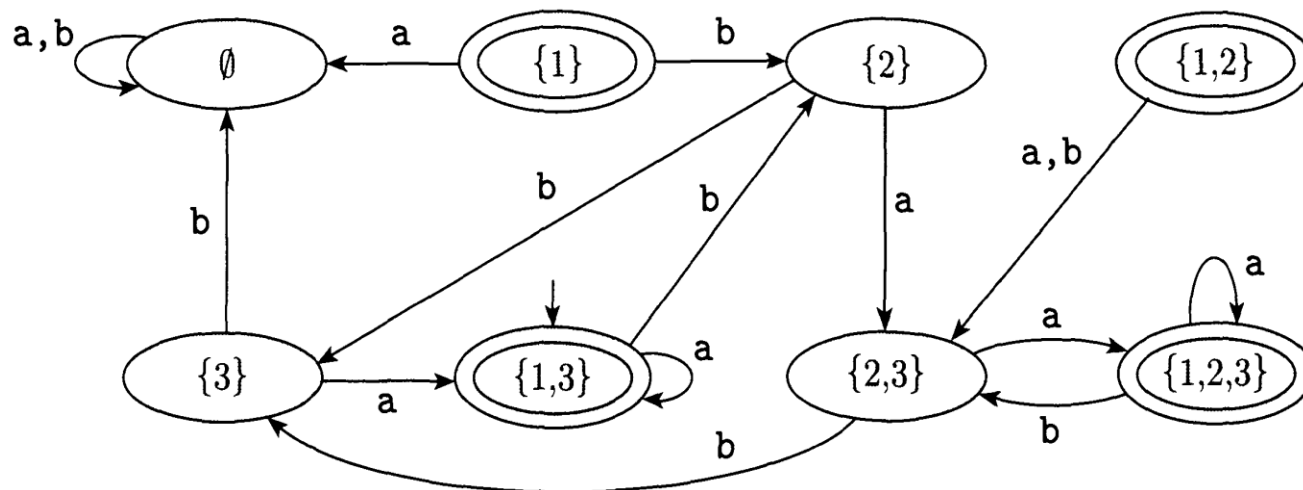 a,b
∅
a
{1}
b
{2}
{1,2}
a,b
b
b
b
a
a
{3}
a
{1,3}
a
{2,3}
a
{1,2,3}
b
b